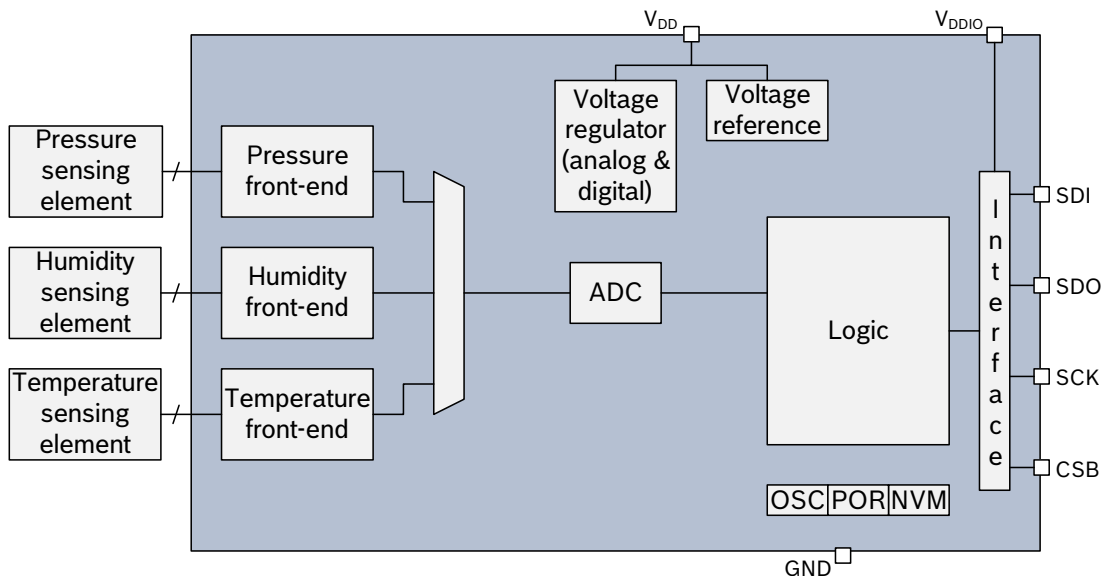 VDD
VDDIO
Voltage
regulator
(analog &
digital)
Voltage
reference
Pressure
sensing
element
Pressure
front-end
Humidity
sensing
element
Humidity
front-end
Temperature
sensing
element
Temperature
front-end
ADC
Logic
OSC POR NVM
Interface
SDI
SDO
SCK
CSB
GND